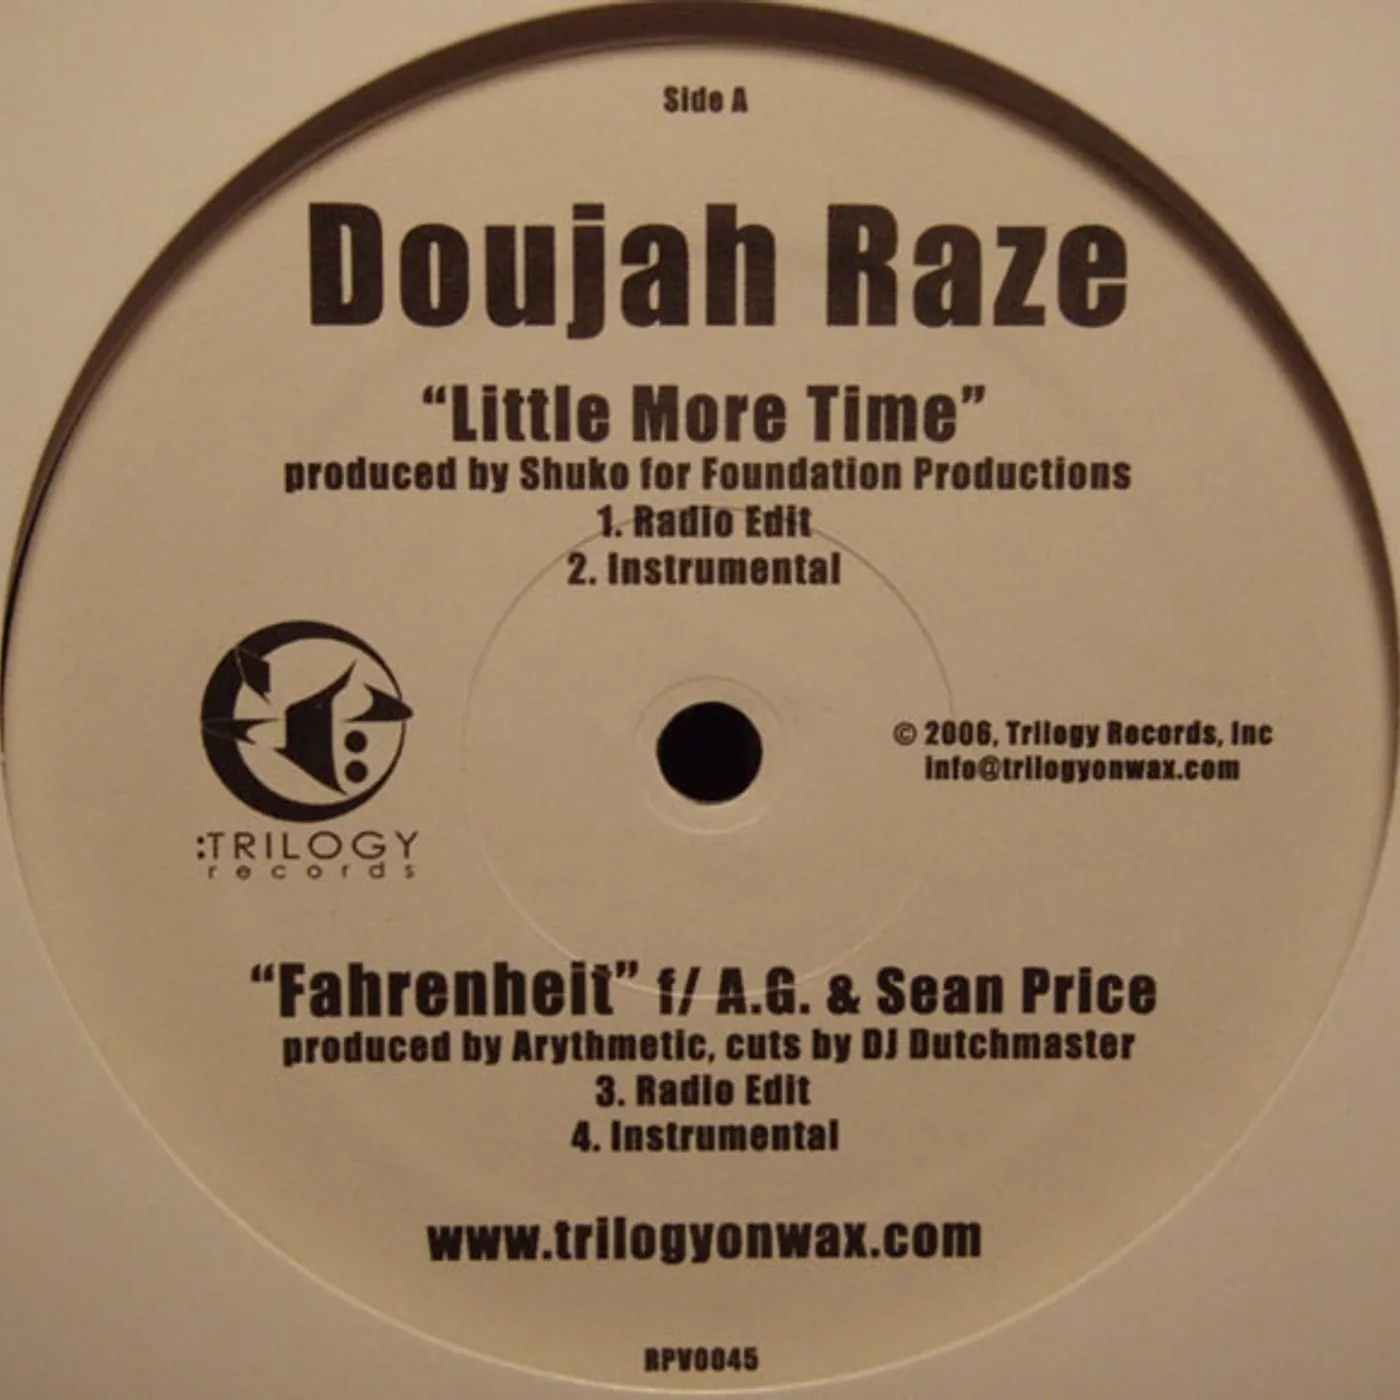 Side A
Doujah Raze
“Little More Time”
produced by Shuko for Foundation Productions
1. Radio Edit
2. Instrumental
© 2006, Trilogy Records, Inc
info@trilogyonwax.com
:TRILOGY
records
“Fahrenheit” f/ A.G. & Sean Price
produced by Arythmetic, cuts by DJ Dutchmaster
3. Radio Edit
4. Instrumental
www.trilogyonwax.com
RPV0045